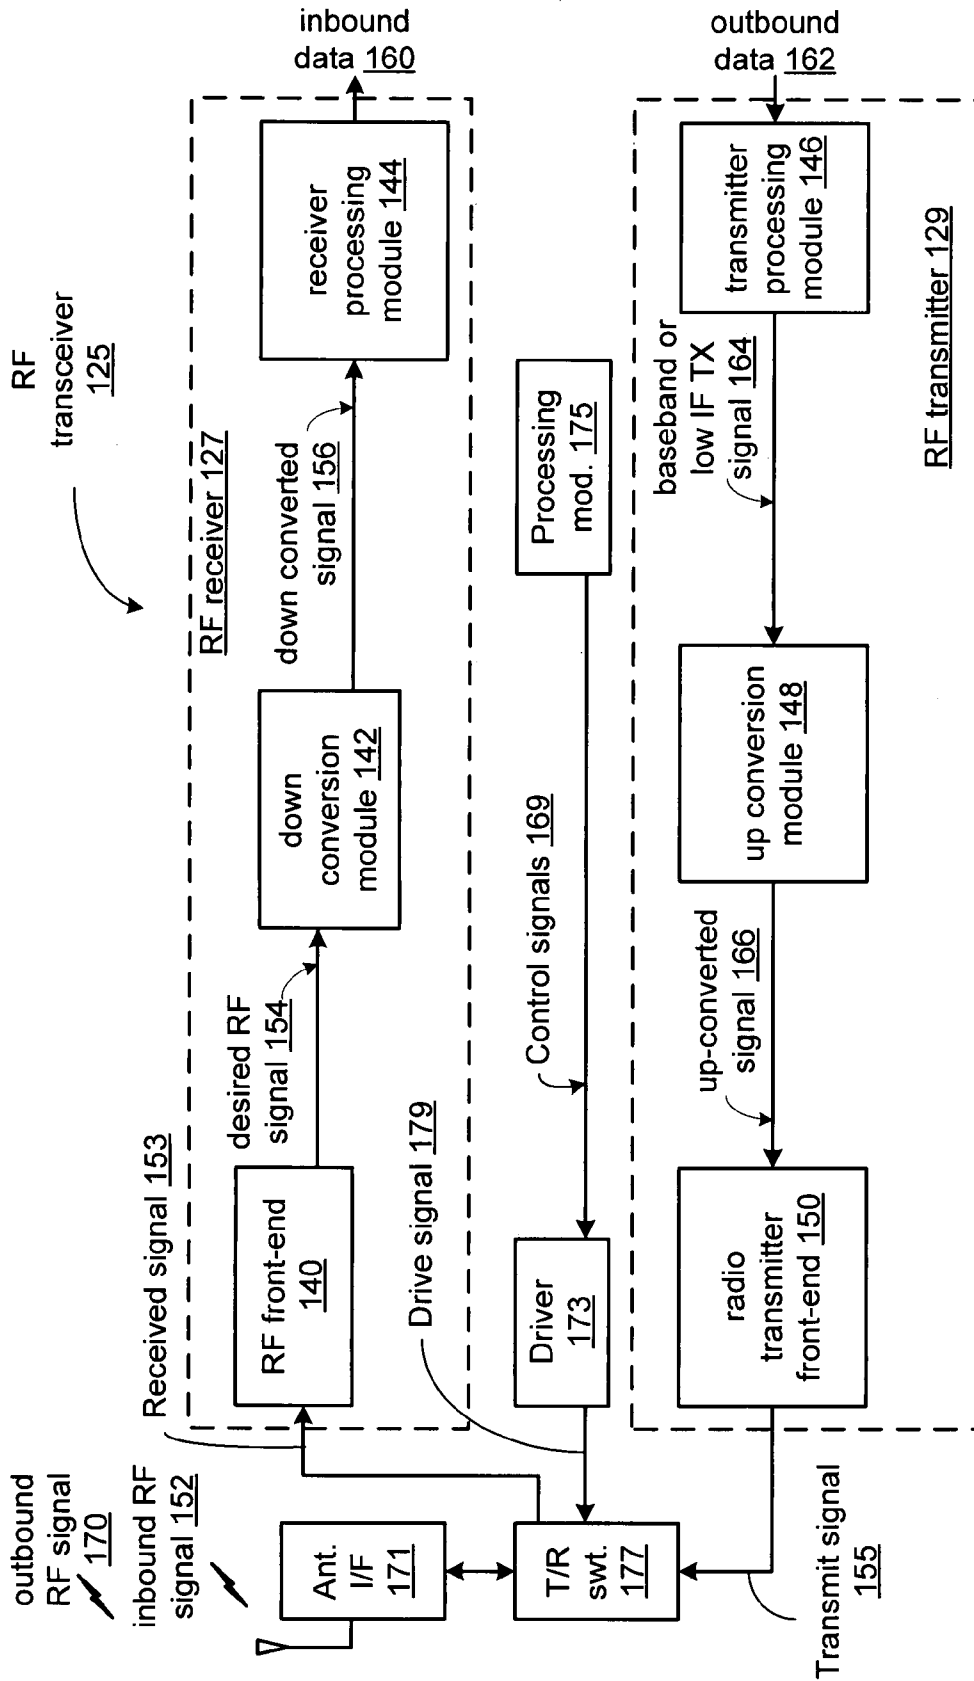 RF
transceiver
125
outbound
RF signal
170
inbound RF
signal 152
Ant.
I/F
171
T/R
swt.
177
Received signal 153
RF receiver 127
RF front-end
140
desired RF
signal 154
down
conversion
module 142
down converted
signal 156
receiver
processing
module 144
inbound
data 160
Drive signal 179
Driver
173
Control signals 169
Processing
mod. 175
Transmit signal
155
radio
transmitter
front-end 150
up-converted
signal 166
up conversion
module 148
baseband or
low IF TX
signal 164
transmitter
processing
module 146
outbound
data 162
RF transmitter 129